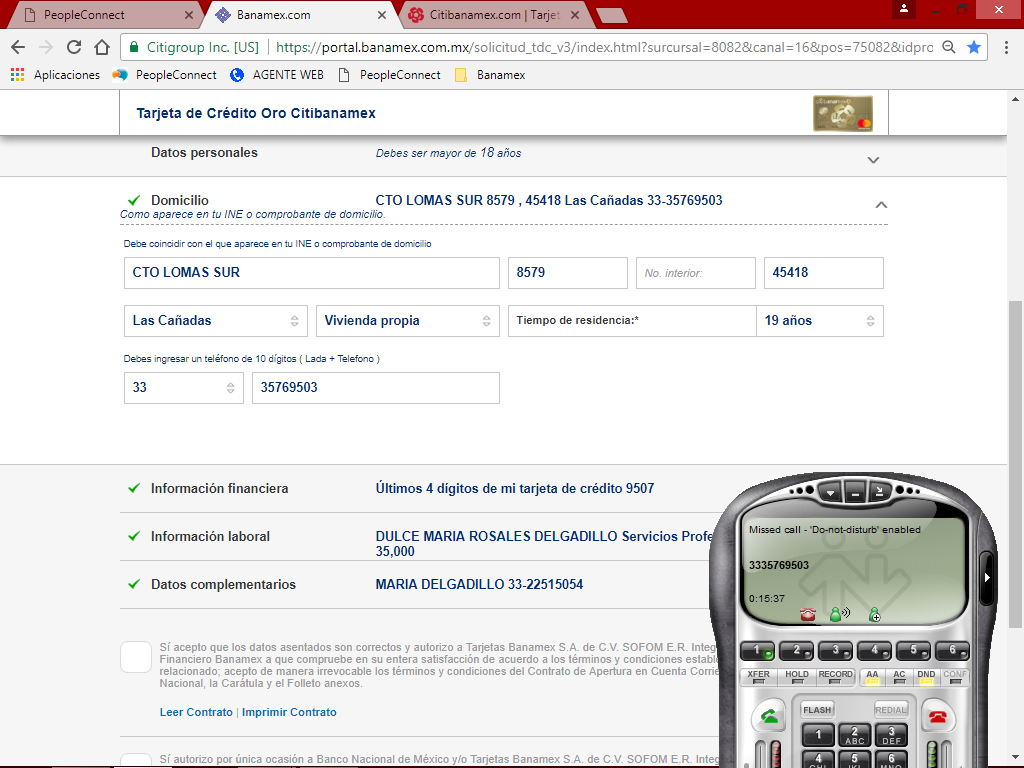 PeopleConnect
Banamex.com
Citibanamex.com | Tarjet
Citigroup Inc. [US]
https://portal.banamex.com.mx/solicitud_tdc_v3/index.html?surcursal=8082&canal=16&pos=75082&idpro
Aplicaciones PeopleConnect AGENTE WEB PeopleConnect Banamex
Tarjeta de Crédito Oro Citibanamex
Datos personales Debes ser mayor de 18 años
Domicilio CTO LOMAS SUR 8579 , 45418 Las Cañadas 33-35769503
Como aparece en tu INE o comprobante de domicilio.
Debe coincidir con el que aparece en tu INE o comprobante de domicilio
CTO LOMAS SUR 8579 No. interior: 45418
Las Cañadas Vivienda propia Tiempo de residencia:* 19 años
Debes ingresar un teléfono de 10 dígitos ( Lada + Telefono )
33 35769503
Información financiera Últimos 4 dígitos de mi tarjeta de crédito 9507
Información laboral DULCE MARIA ROSALES DELGADILLO Servicios Profe
35,000
Datos complementarios MARIA DELGADILLO 33-22515054
Sí acepto que los datos asentados son correctos y autorizo a Tarjetas Banamex S.A. de C.V. SOFOM E.R. Integ
Financiero Banamex a que compruebe en su entera satisfacción de acuerdo a los términos y condiciones establ
relacionado; acepto de manera irrevocable los términos y condiciones del Contrato de Apertura en Cuenta Corrie
Nacional, la Carátula y el Folleto anexos.
Leer Contrato | Imprimir Contrato
Sí autorizo por única ocasión a Banco Nacional de México y/o Tarjetas Banamex S.A. de C.V. SOFOM E.R. Integ
Missed call - 'Do-not-disturb' enabled
3335769503
0:15:37
1 2 3 4 5 6
XFER HOLD RECORD AA AC DND CONF
FLASH REDIAL
1 2 ABC 3 DEF
4 GHI 5 JKL 6 MNO